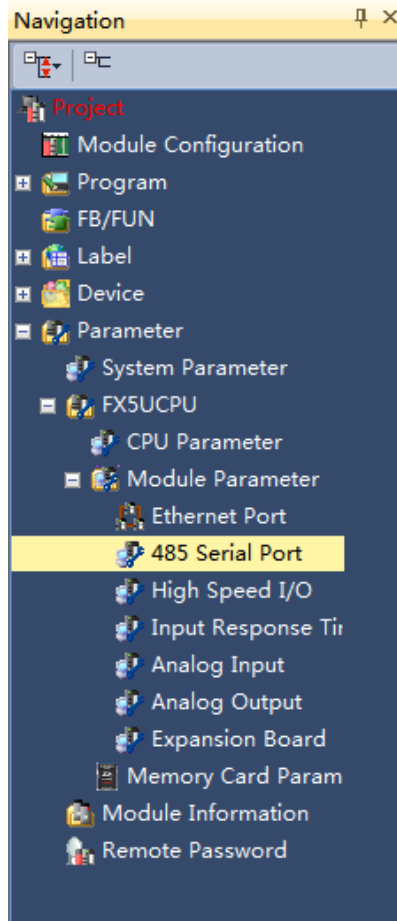 Navigation
Project
Module Configuration
Program
FB/FUN
Label
Device
Parameter
System Parameter
FX5UCPU
CPU Parameter
Module Parameter
Ethernet Port
485 Serial Port
High Speed I/O
Input Response Tir
Analog Input
Analog Output
Expansion Board
Memory Card Param
Module Information
Remote Password